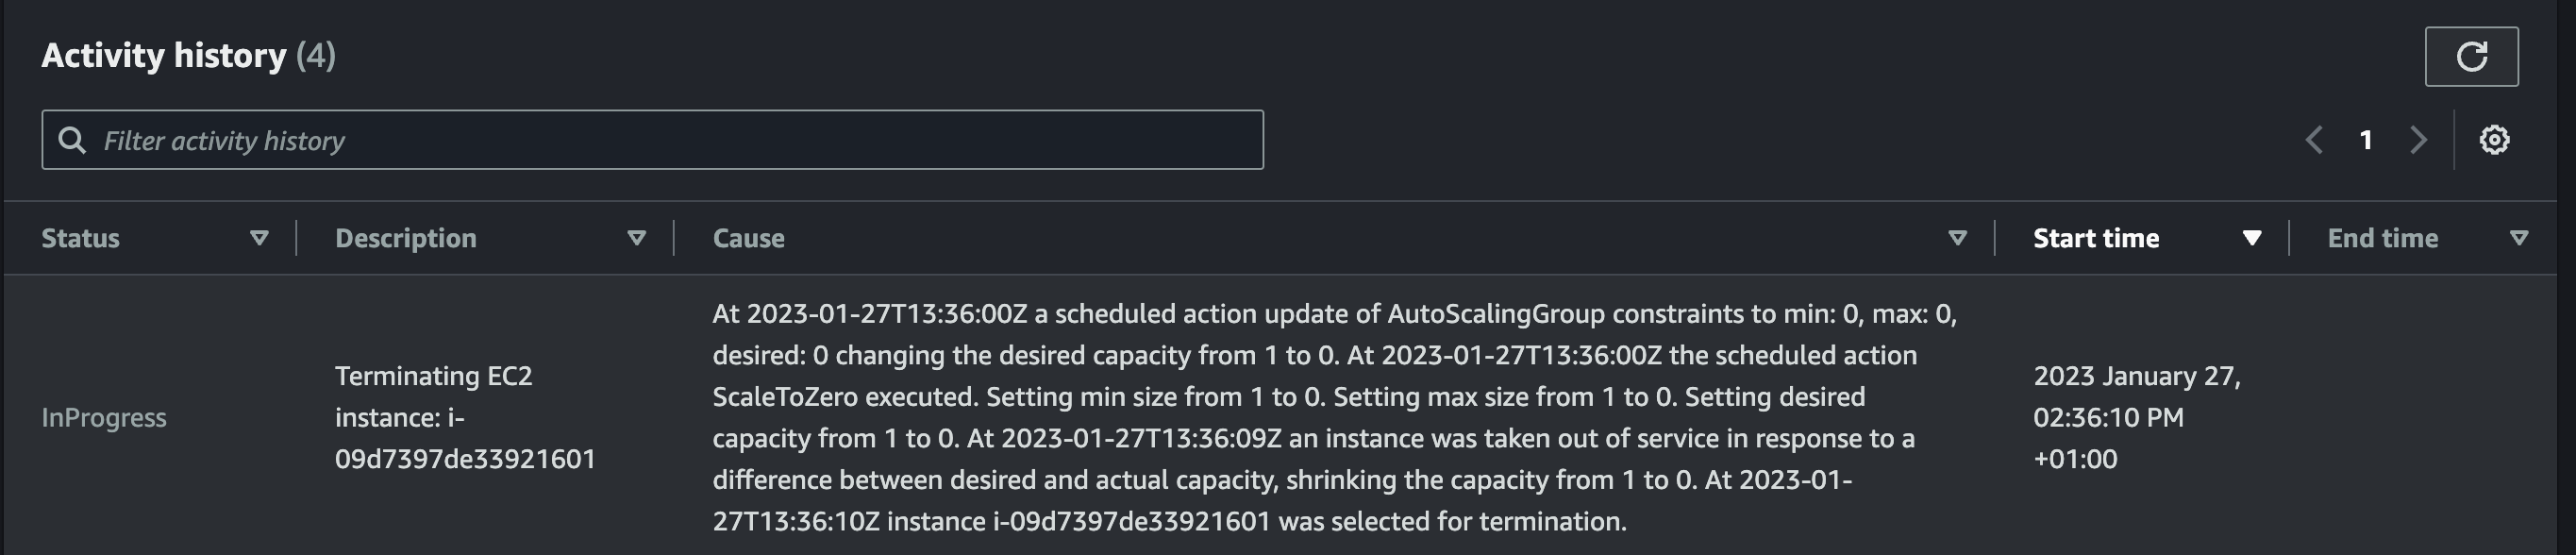 Activity history (4)
Filter activity history
1
Status
Description
Cause
Start time
End time
InProgress
Terminating EC2
instance: i-
09d7397de33921601
At 2023-01-27T13:36:00Z a scheduled action update of AutoScalingGroup constraints to min: 0, max: 0,
desired: 0 changing the desired capacity from 1 to 0. At 2023-01-27T13:36:00Z the scheduled action
ScaleToZero executed. Setting min size from 1 to 0. Setting max size from 1 to 0. Setting desired
capacity from 1 to 0. At 2023-01-27T13:36:09Z an instance was taken out of service in response to a
difference between desired and actual capacity, shrinking the capacity from 1 to 0. At 2023-01-
27T13:36:10Z instance i-09d7397de33921601 was selected for termination.
2023 January 27,
02:36:10 PM
+01:00